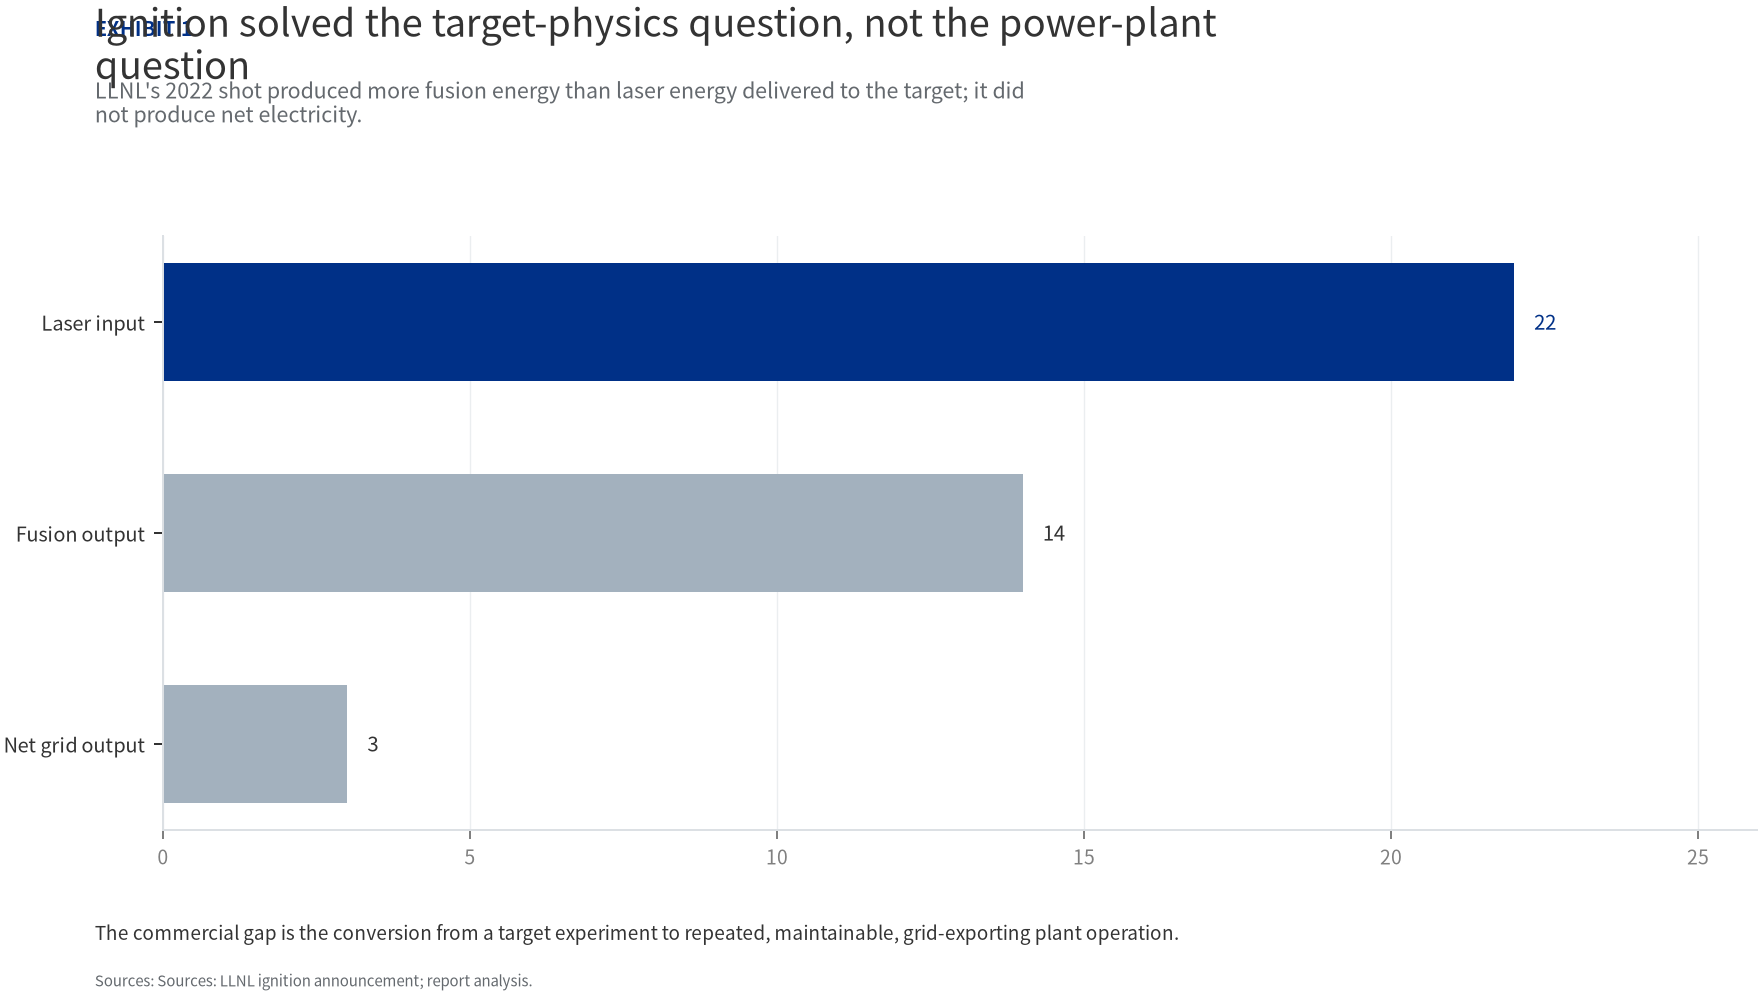 EXHIBIT 1
Ignition solved the target-physics question, not the power-plant
question
LLNL's 2022 shot produced more fusion energy than laser energy delivered to the target; it did
not produce net electricity.
Laser input
22
Fusion output
14
Net grid output
3
0 5 10 15 20 25
The commercial gap is the conversion from a target experiment to repeated, maintainable, grid-exporting plant operation.
Sources: Sources: LLNL ignition announcement; report analysis.